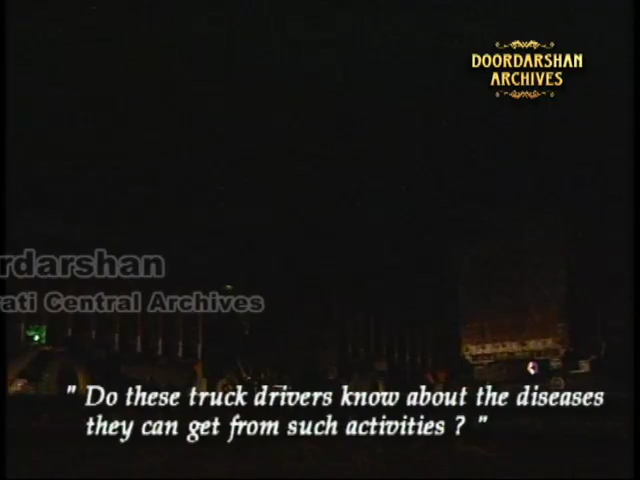 DOORDARSHAN
ARCHIVES
rdarshan
ati Central Archives
" Do these truck drivers know about the diseases
they can get from such activities ? "